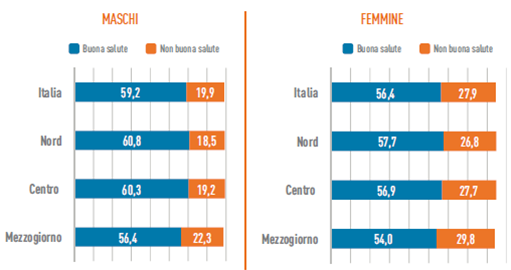 MASCHI
Buona salute Non buona salute
Italia 59,2 19,9
Nord 60,8 18,5
Centro 60,3 19,2
Mezzogiorno 56,4 22,3
FEMMINE
Buona salute Non buona salute
Italia 56,4 27,9
Nord 57,7 26,8
Centro 56,9 27,7
Mezzogiorno 54,0 29,8